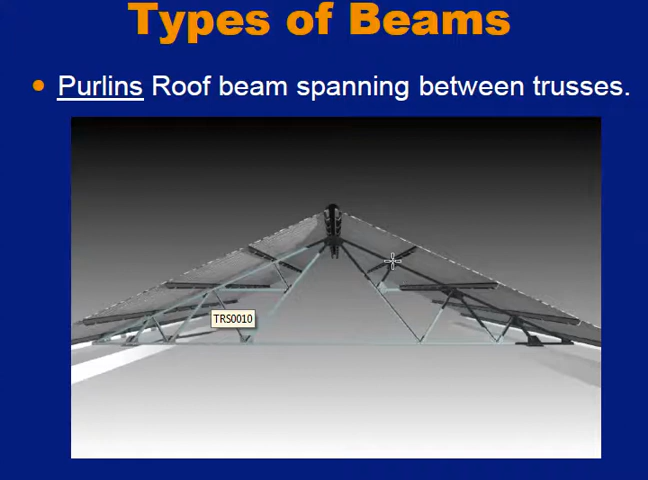 Types of Beams
Purlins Roof beam spanning between trusses.
TRS0010